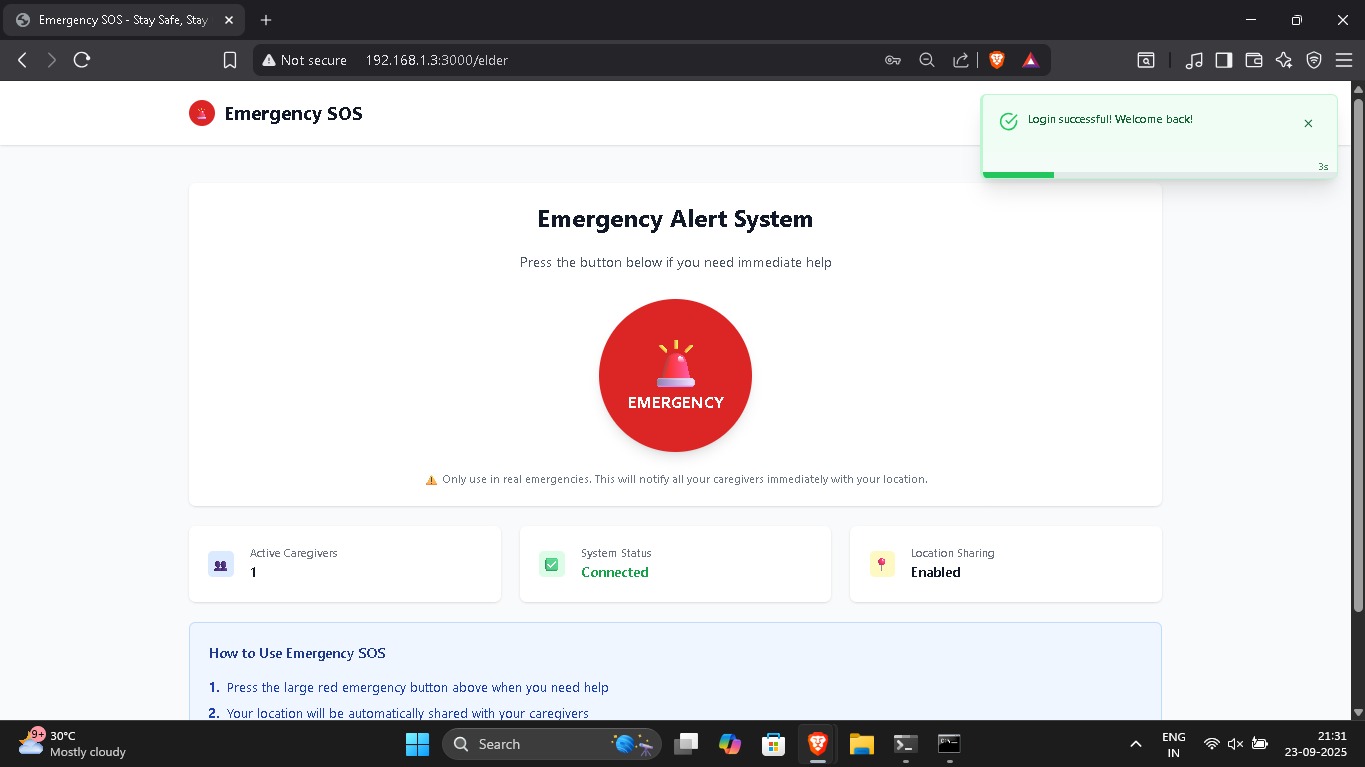 Emergency SOS - Stay Safe, Stay
Not secure 192.168.1.3:3000/elder
Emergency SOS
Login successful! Welcome back!
3s
Emergency Alert System
Press the button below if you need immediate help
EMERGENCY
Only use in real emergencies. This will notify all your caregivers immediately with your location.
Active Caregivers
1
System Status
Connected
Location Sharing
Enabled
How to Use Emergency SOS
1. Press the large red emergency button above when you need help
2. Your location will be automatically shared with your caregivers
9+
30°C
Mostly cloudy
Search
ENG
IN
21:31
23-09-2025